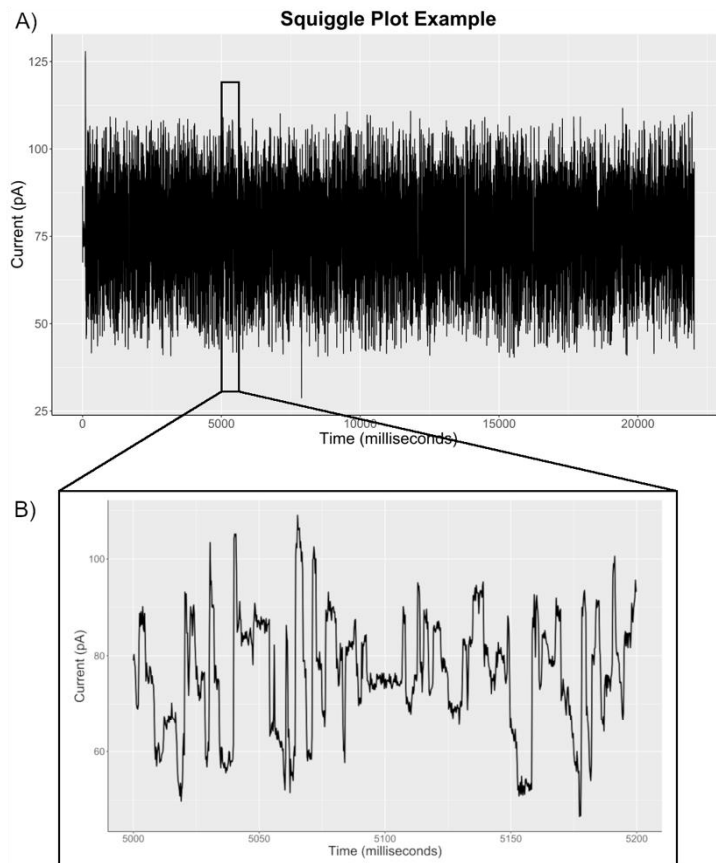 A)
Squiggle Plot Example
125
100
75
50
25
Current (pA)
0 5000 10000 15000 20000
Time (milliseconds)
B)
100
80
60
Current (pA)
5000 5050 5100 5150 5200
Time (milliseconds)